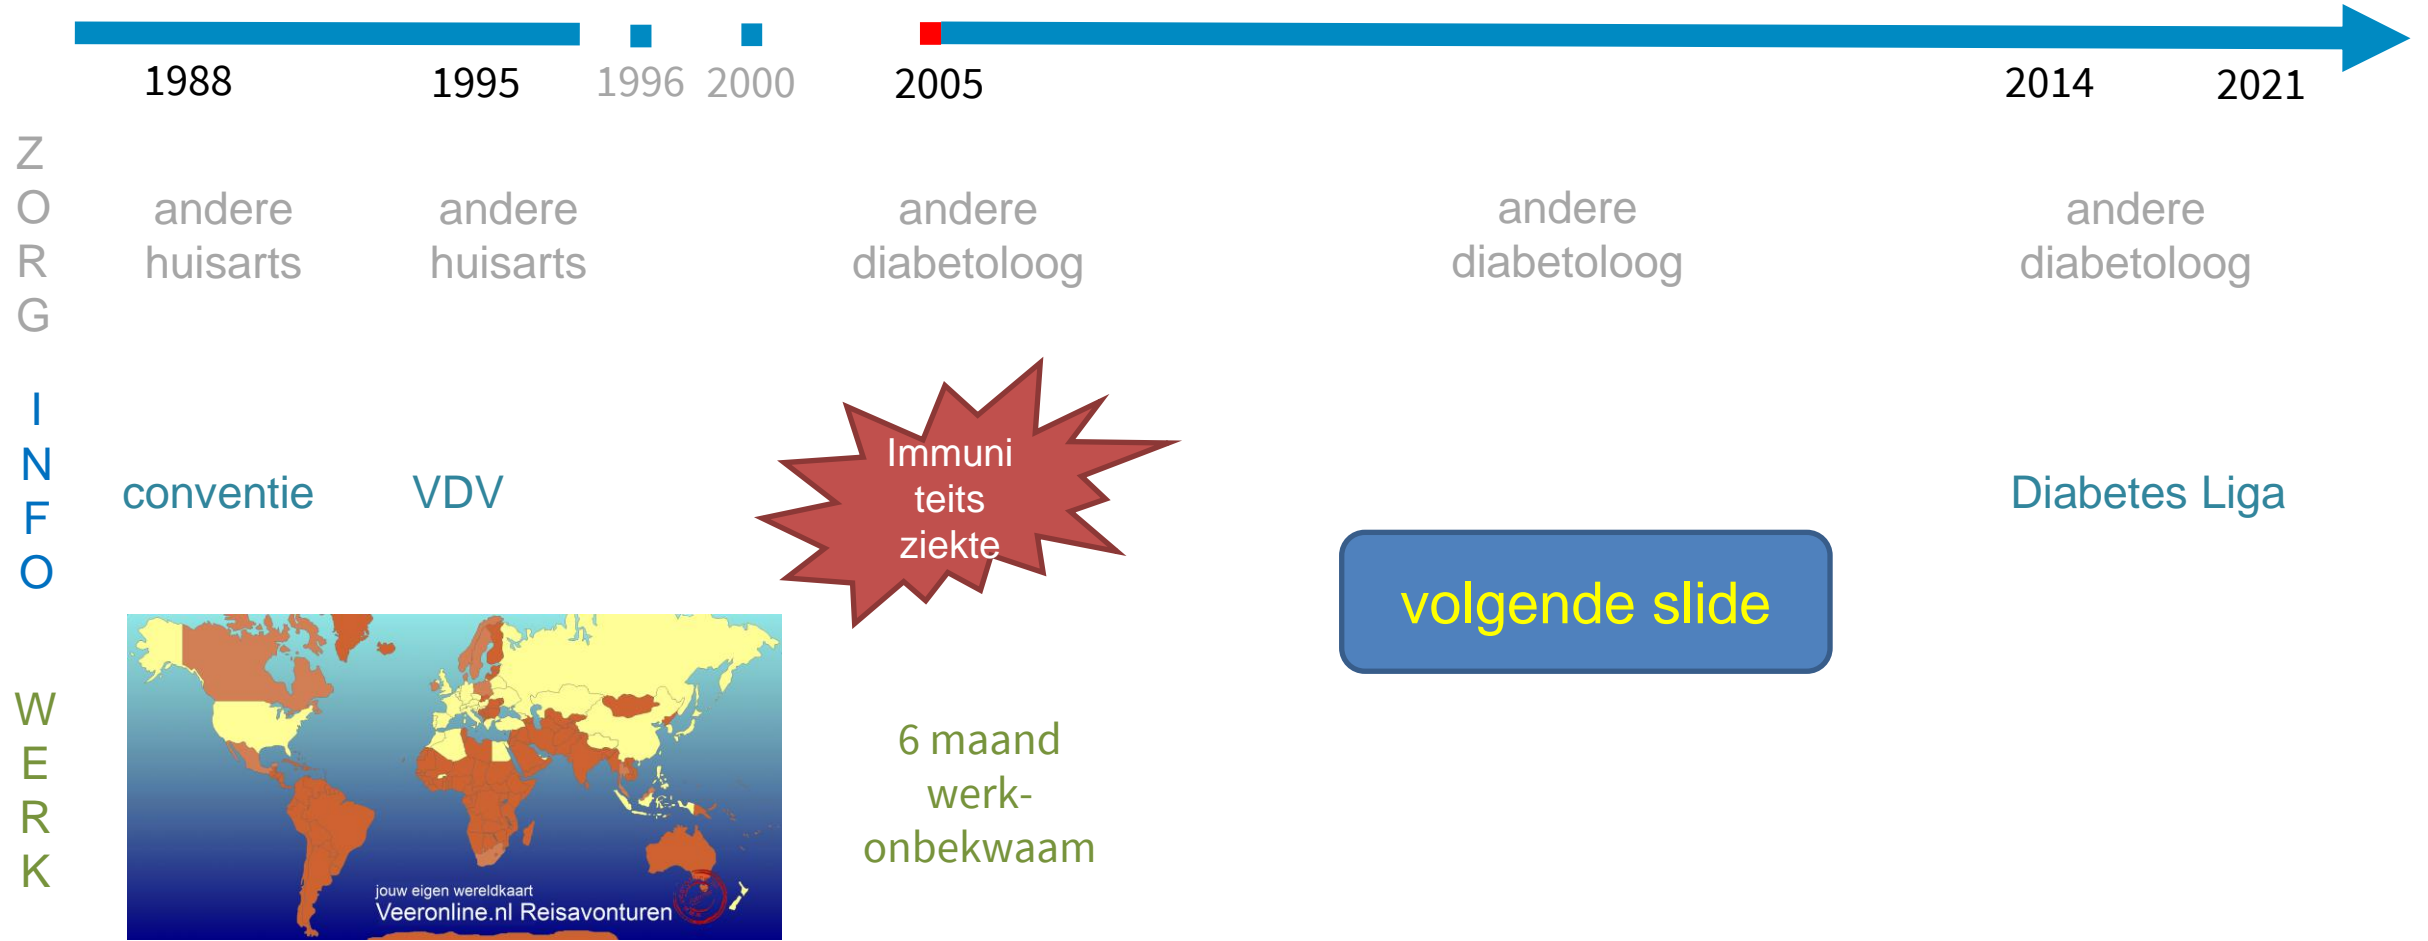 1988 1995 1996 2000 2005 2014 2021
Z
O
R
G
andere
huisarts
andere
huisarts
andere
diabetoloog
andere
diabetoloog
andere
diabetoloog
I
N
F
O
conventie
VDV
Immuni
teits
ziekte
Diabetes Liga
volgende slide
W
E
R
K
jouw eigen wereldkaart
Veeronline.nl Reisavonturen
6 maand
werk-
onbekwaam